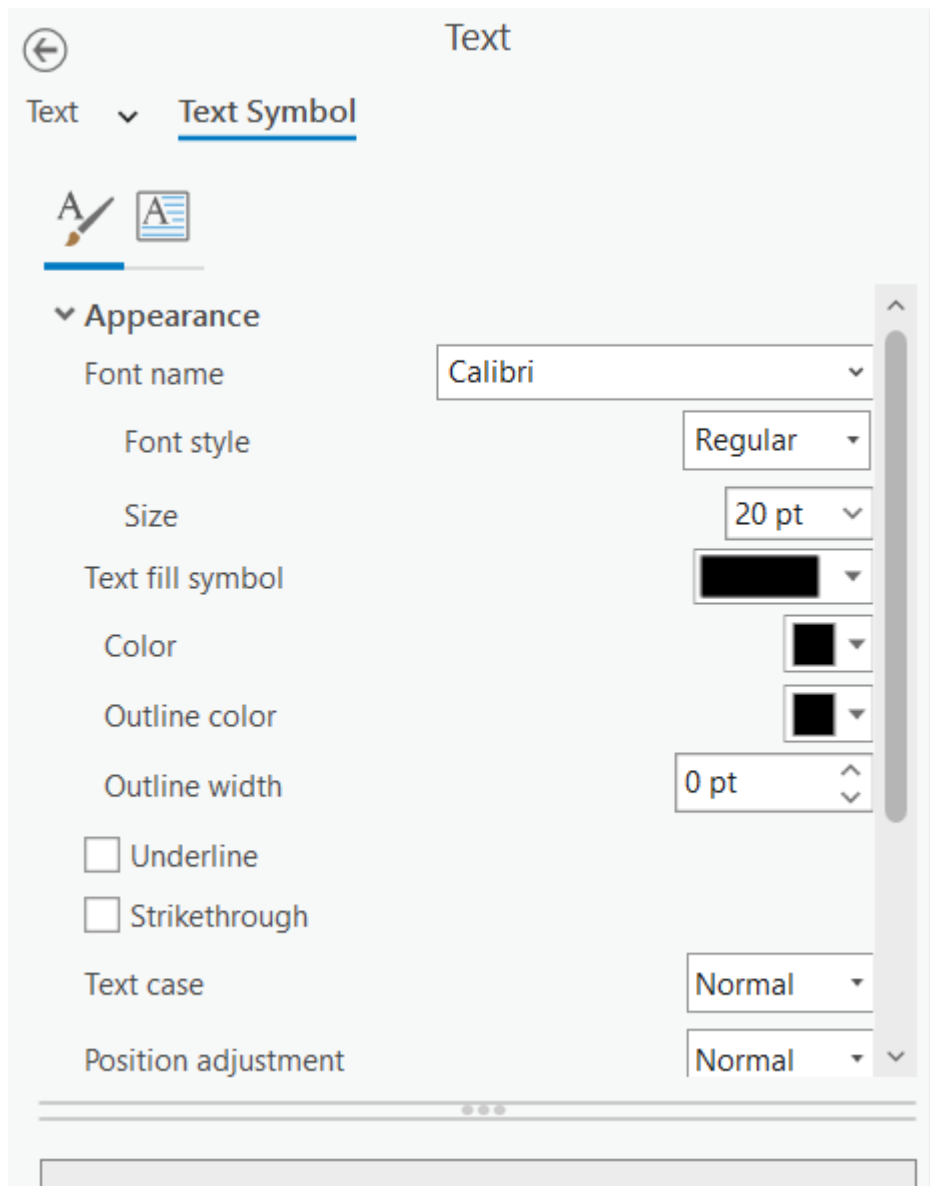 Text
Text Text Symbol
Appearance
Font name Calibri
Font style Regular
Size 20 pt
Text fill symbol
Color
Outline color
Outline width 0 pt
Underline
Strikethrough
Text case Normal
Position adjustment Normal